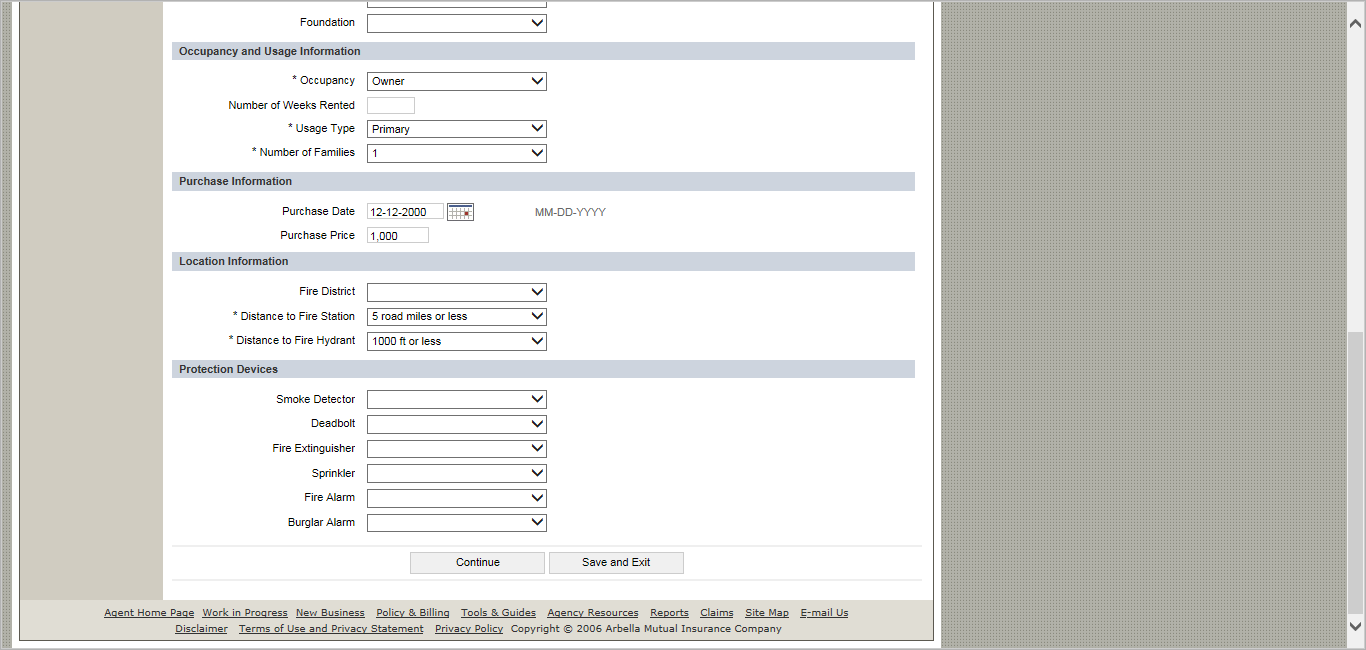 Foundation
Occupancy and Usage Information
* Occupancy Owner
Number of Weeks Rented
* Usage Type Primary
* Number of Families 1
Purchase Information
Purchase Date 12-12-2000 MM-DD-YYYY
Purchase Price 1,000
Location Information
Fire District
* Distance to Fire Station 5 road miles or less
* Distance to Fire Hydrant 1000 ft or less
Protection Devices
Smoke Detector
Deadbolt
Fire Extinguisher
Sprinkler
Fire Alarm
Burglar Alarm
Continue Save and Exit
Agent Home Page Work in Progress New Business Policy & Billing Tools & Guides Agency Resources Reports Claims Site Map E-mail Us
Disclaimer Terms of Use and Privacy Statement Privacy Policy Copyright © 2006 Arbella Mutual Insurance Company